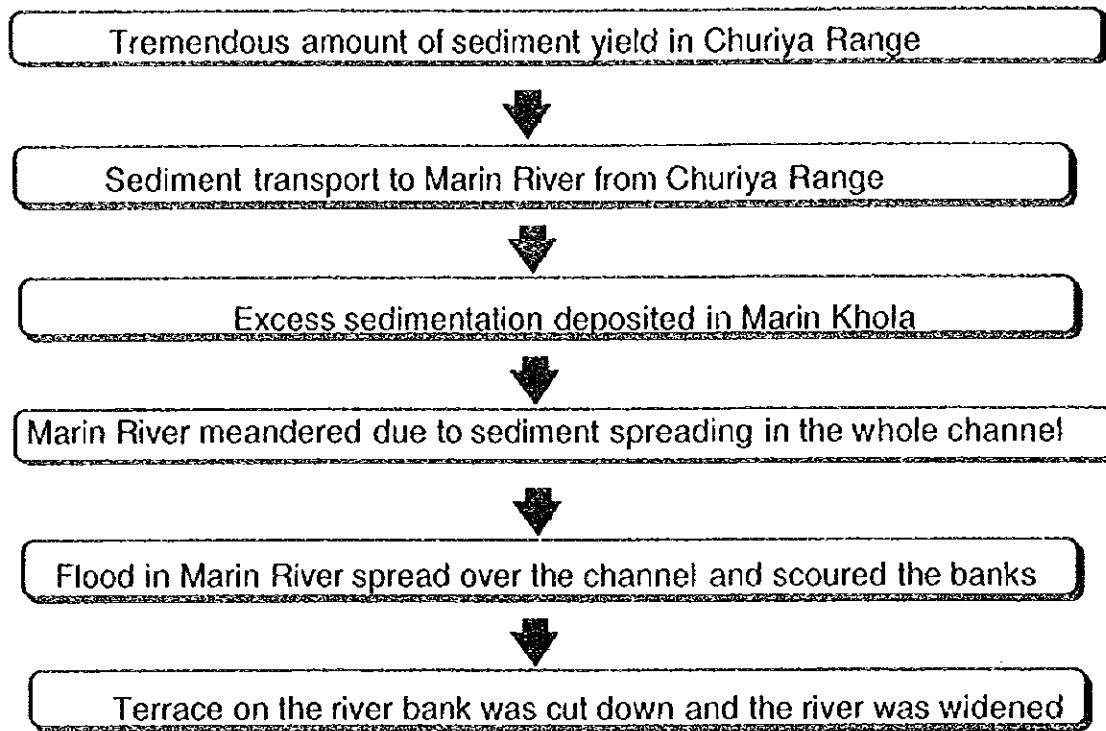 Tremendous amount of sediment yield in Churiya Range
Sediment transport to Marin River from Churiya Range
Excess sedimentation deposited in Marin Khola
Marin River meandered due to sediment spreading in the whole channel
Flood in Marin River spread over the channel and scoured the banks
Terrace on the river bank was cut down and the river was widened